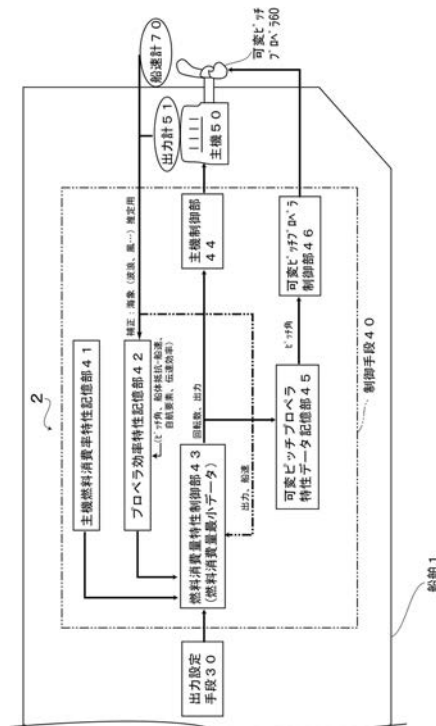 2
船速計７０
出力計５１
主機５０
可変ﾋﾟｯﾁ
ﾌﾟﾛﾍﾟﾗ60
補正：海象（波浪、風…）推定用
主機燃料消費率特性記憶部４１
プロペラ効率特性記憶部４２
（ﾋﾟｯﾁ角、船体抵抗-船速、
自航要素、伝達効率）
燃料消費量特性制御部４３
（燃料消費量最小データ）
出力設定
手段３０
回転数、出力
出力、船速
主機制御部
４４
可変ピッチプロペラ
特性データ記憶部４５
ﾋﾟｯﾁ角
可変ﾋﾟｯﾁﾌﾟﾛﾍﾟﾗ
制御部４６
制御手段４０
船舶１